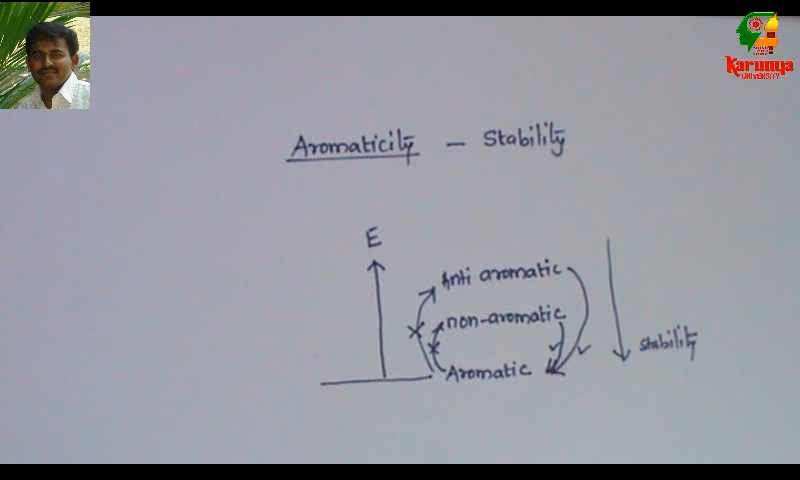 Karunya
UNIVERSITY
Aromaticity – Stability
E
Anti aromatic
non-aromatic
Aromatic
Stability